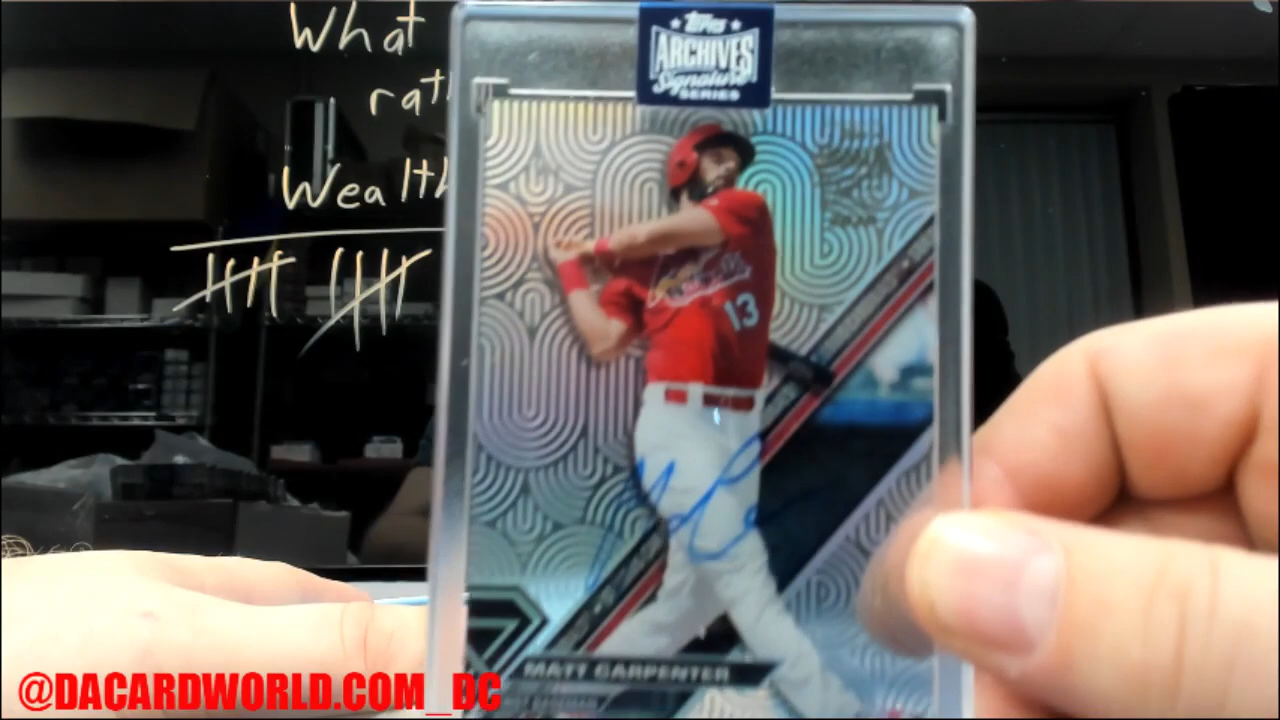 What
rat
Wealth
TOPPS
ARCHIVES
Signature
SERIES
13
MATT CARPENTER
@DACARDWORLD.COM_DC